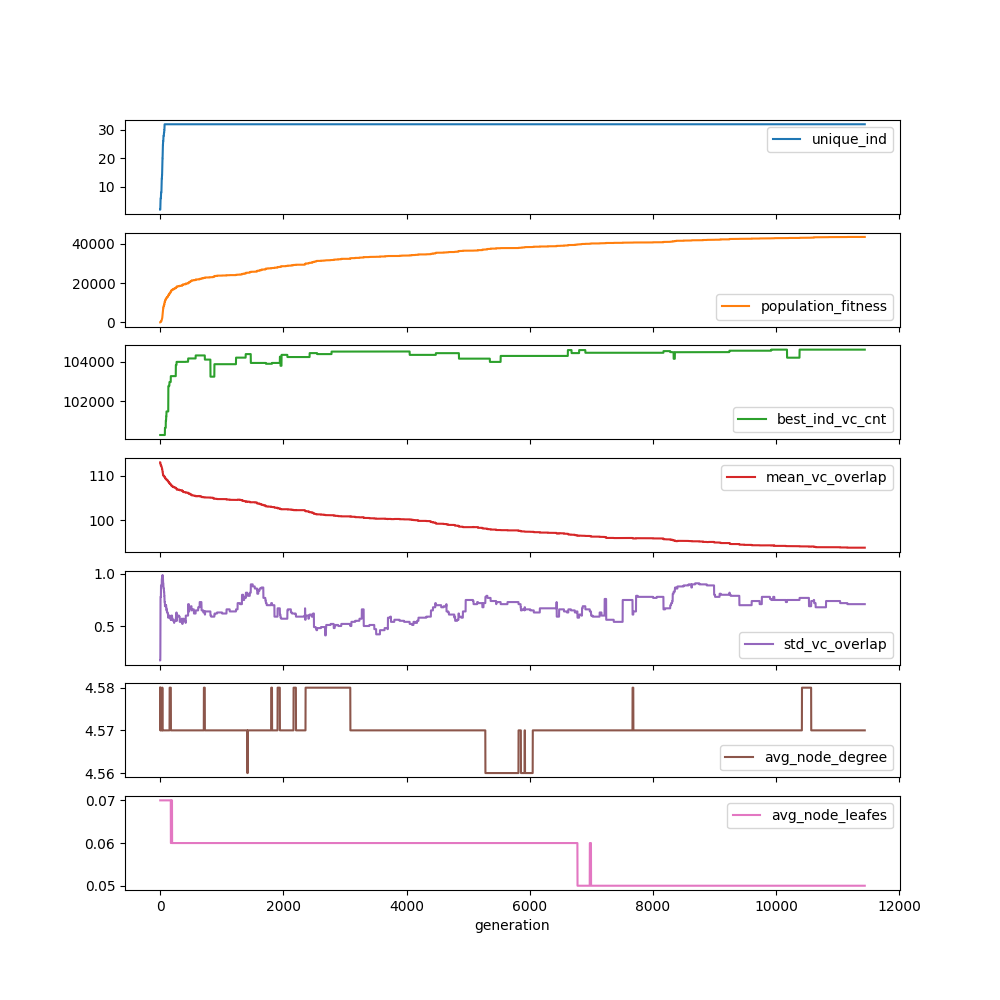 30
20
10
unique_ind
40000
20000
0
population_fitness
104000
102000
best_ind_vc_cnt
110
100
mean_vc_overlap
1.0
0.5
std_vc_overlap
4.58
4.57
4.56
avg_node_degree
0.07
0.06
0.05
avg_node_leafes
0 2000 4000 6000 8000 10000 12000
generation